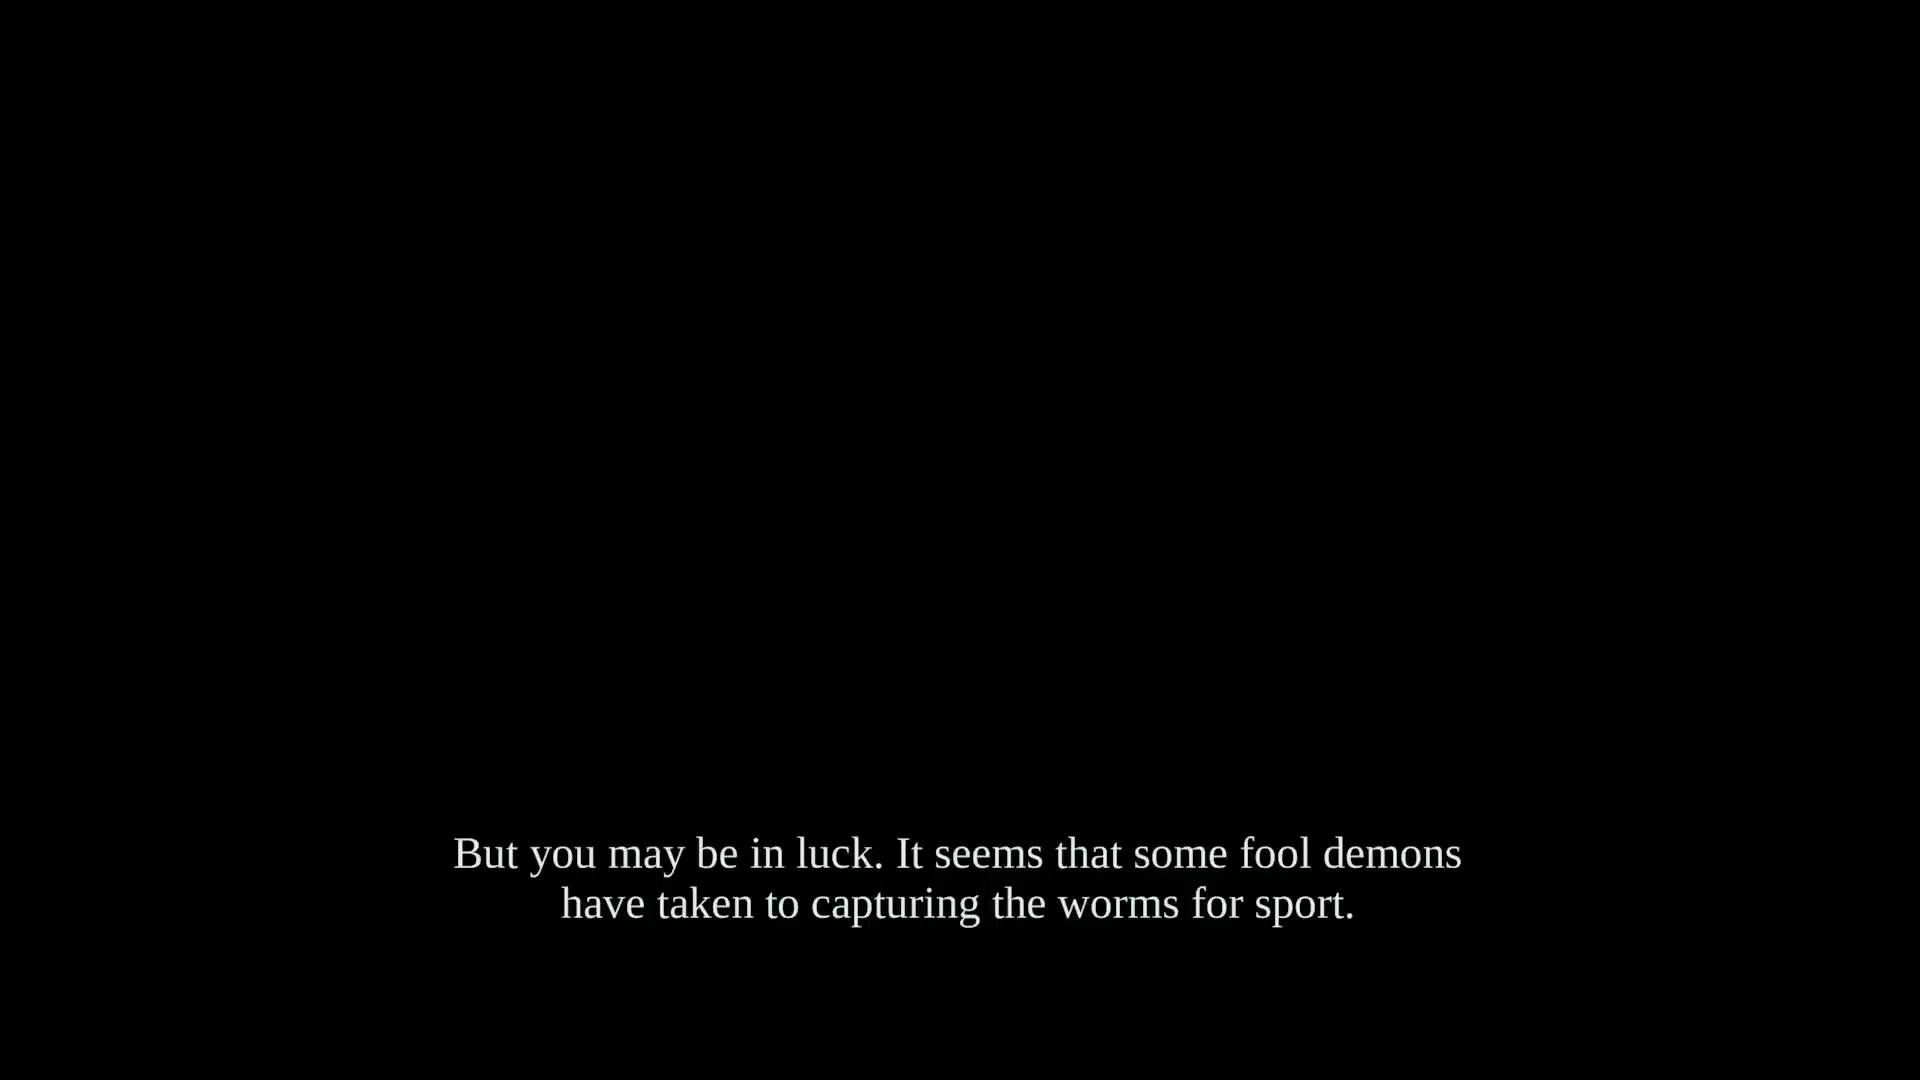 But you may be in luck. It seems that some fool demons
have taken to capturing the worms for sport.